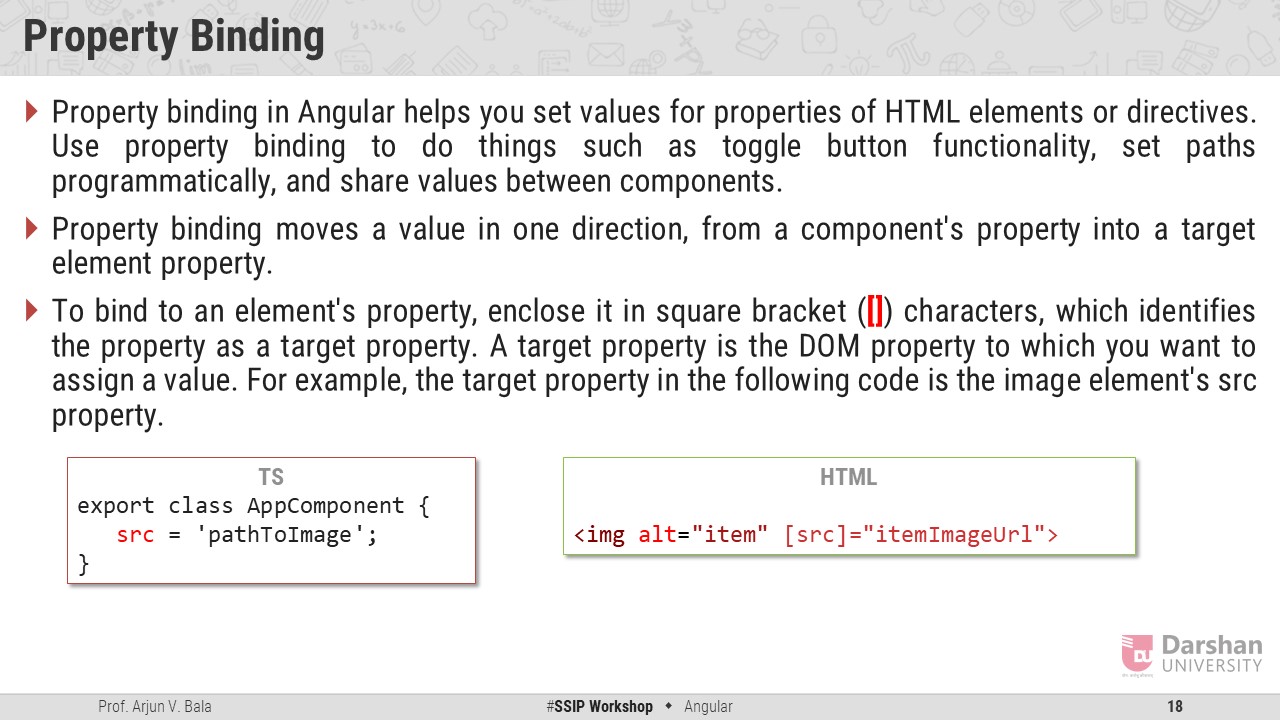 Property Binding
Property binding in Angular helps you set values for properties of HTML elements or directives.
Use property binding to do things such as toggle button functionality, set paths
programmatically, and share values between components.
Property binding moves a value in one direction, from a component's property into a target
element property.
To bind to an element's property, enclose it in square bracket ([]) characters, which identifies
the property as a target property. A target property is the DOM property to which you want to
assign a value. For example, the target property in the following code is the image element's src
property.
TS
export class AppComponent {
src = 'pathToImage';
}
HTML
<img alt="item" [src]="itemImageUrl">
DU
Darshan
UNIVERSITY
Prof. Arjun V. Bala
#SSIP Workshop ◆ Angular
18